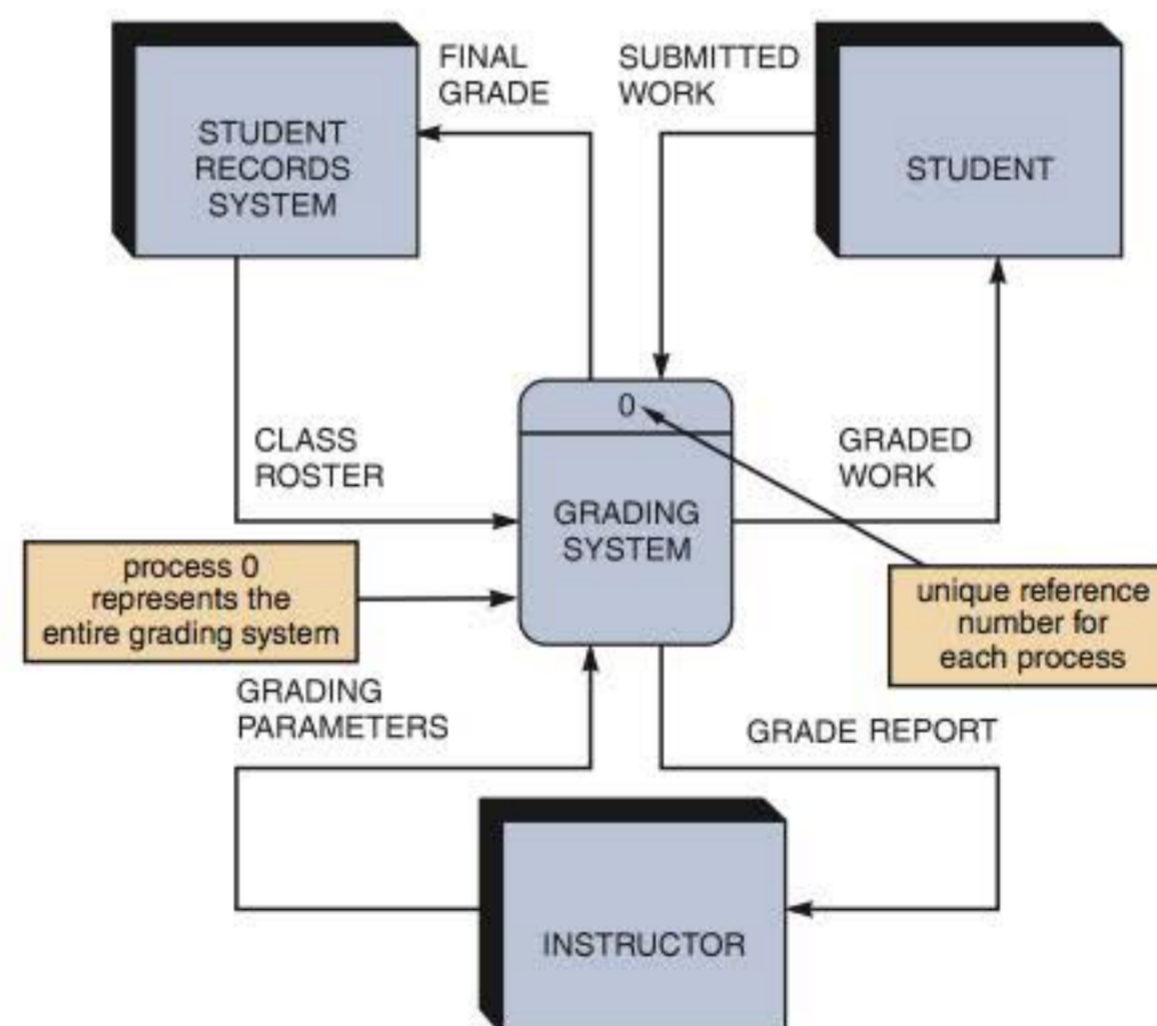 FINAL
GRADE
SUBMITTED
WORK
STUDENT
RECORDS
SYSTEM
STUDENT
0
CLASS
ROSTER
GRADED
WORK
GRADING
SYSTEM
process 0
represents the
entire grading system
unique reference
number for
each process
GRADING
PARAMETERS
GRADE REPORT
INSTRUCTOR